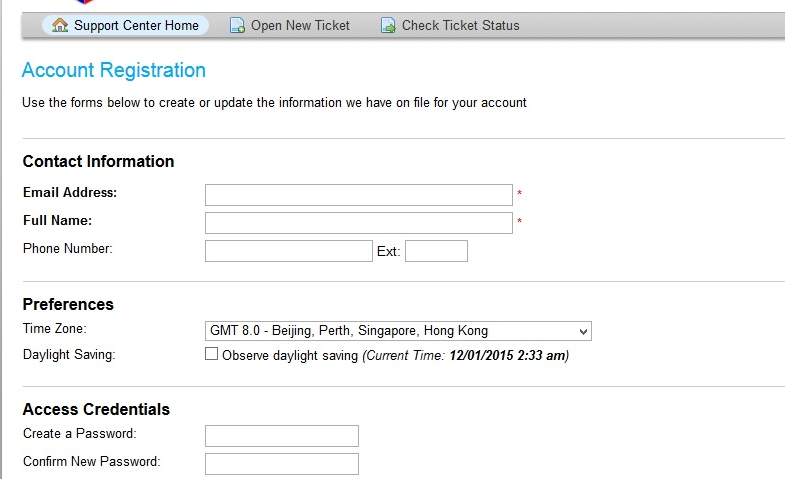 Support Center Home Open New Ticket Check Ticket Status
Account Registration
Use the forms below to create or update the information we have on file for your account
Contact Information
Email Address: *
Full Name: *
Phone Number: Ext:
Preferences
Time Zone: GMT 8.0 - Beijing, Perth, Singapore, Hong Kong
Daylight Saving: Observe daylight saving (Current Time: 12/01/2015 2:33 am)
Access Credentials
Create a Password:
Confirm New Password: